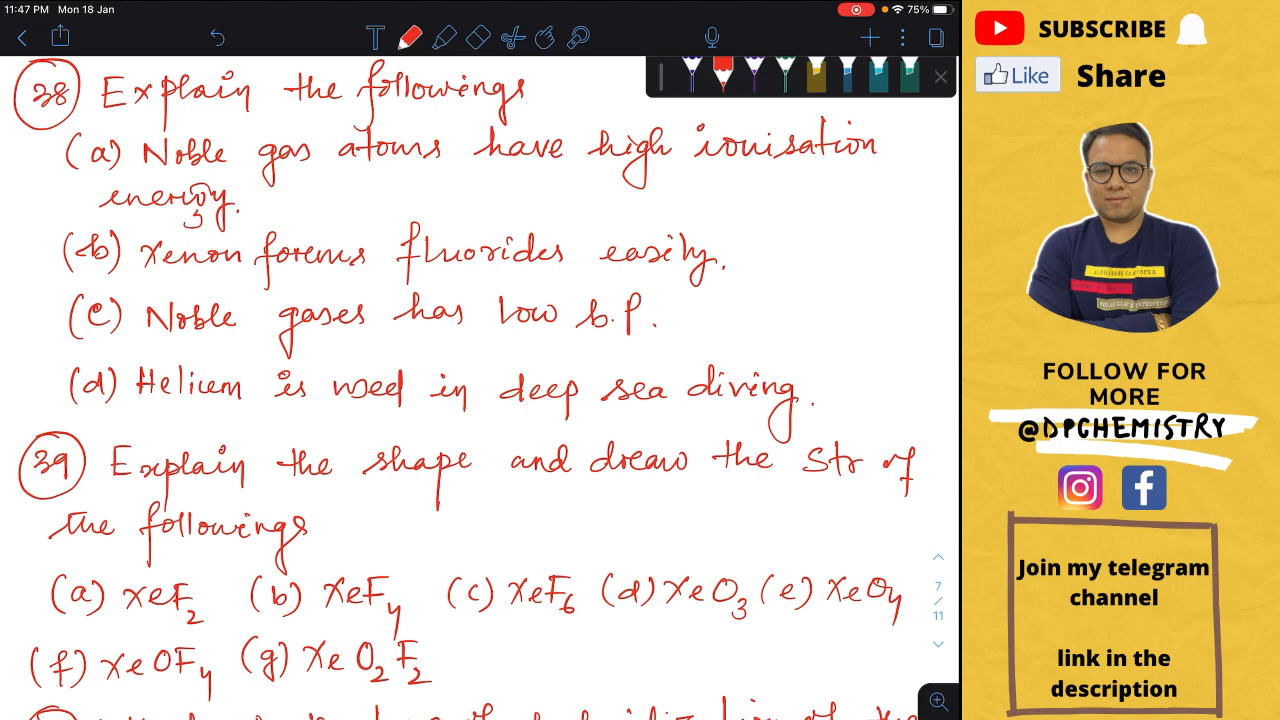 11:47 PM Mon 18 Jan
75%
38 Explain the followings
(a) Noble gas atoms have high ionisation
energy.
(b) Xenon forms fluorides easily.
(c) Noble gases has low b.p.
(d) Helium is used in deep sea diving.
39 Explain the shape and draw the str of
the followings
(a) XeF2 (b) XeF4 (c) XeF6 (d) XeO3 (e) XeO4
(f) XeOF4 (g) XeO2F2
7
/
11
SUBSCRIBE
Like Share
FOLLOW FOR
MORE
@DPCHEMISTRY
Join my telegram
channel
link in the
description